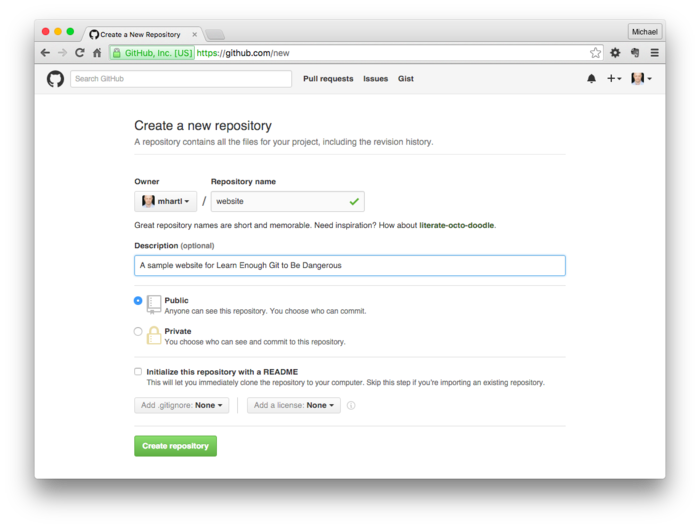 Create a New Repository
Michael
GitHub, Inc. [US] https://github.com/new
Search GitHub
Pull requests Issues Gist
Create a new repository
A repository contains all the files for your project, including the revision history.
Owner Repository name
mhartl / website
Great repository names are short and memorable. Need inspiration? How about literate-octo-doodle.
Description (optional)
A sample website for Learn Enough Git to Be Dangerous
Public
Anyone can see this repository. You choose who can commit.
Private
You choose who can see and commit to this repository.
Initialize this repository with a README
This will let you immediately clone the repository to your computer. Skip this step if you're importing an existing repository.
Add .gitignore: None Add a license: None
Create repository